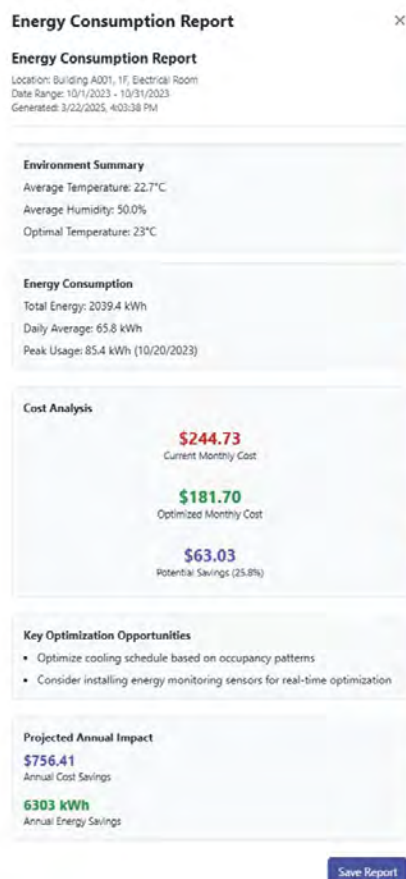 Energy Consumption Report
×
Energy Consumption Report
Location: Building A001, 1F, Electrical Room
Date Range: 10/1/2023 - 10/31/2023
Generated: 3/22/2025, 4:03:38 PM
Environment Summary
Average Temperature: 22.7°C
Average Humidity: 50.0%
Optimal Temperature: 23°C
Energy Consumption
Total Energy: 2039.4 kWh
Daily Average: 65.8 kWh
Peak Usage: 85.4 kWh (10/20/2023)
Cost Analysis
$244.73
Current Monthly Cost
$181.70
Optimized Monthly Cost
$63.03
Potential Savings (25.8%)
Key Optimization Opportunities
• Optimize cooling schedule based on occupancy patterns
• Consider installing energy monitoring sensors for real-time optimization
Projected Annual Impact
$756.41
Annual Cost Savings
6303 kWh
Annual Energy Savings
Save Report